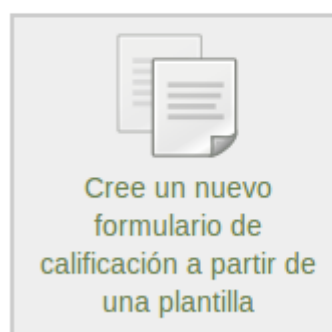 Cree un nuevo
formulario de
calificación a partir de
una plantilla